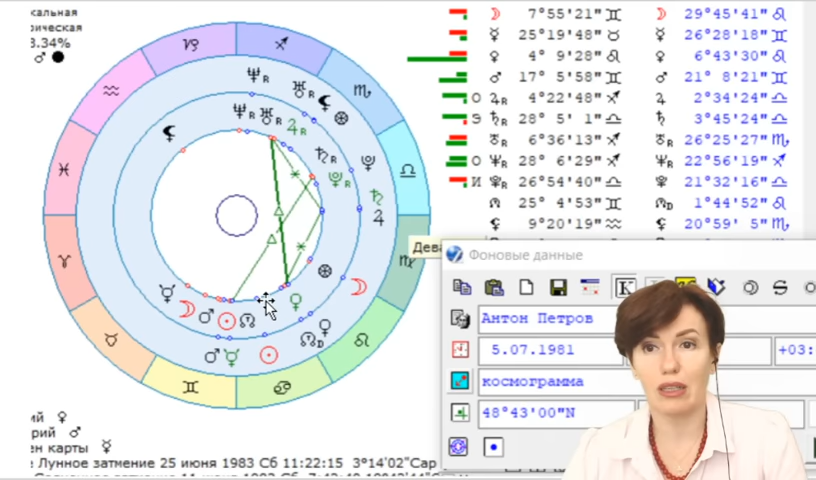 кальная
рическая
3.34%
7°55'21" 29°45'41"
25°19'48" 26°28'18"
4° 9'28" 6°43'30"
17° 5'58" 21° 8'21"
О R 4°22'48" 2°34'24"
Э R 28° 5' 1" 3°45'24"
R 6°36'13" 26°25'27"
О R 28° 6'29" 22°56'19"
И R 26°54'40" 21°32'16"
25° 4'53" D 1°44'52"
9°20'19" 20°59' 5"
Дева
Фоновые данные
К
S
Антон Петров
5.07.1981 +03:
космограмма
48°43'00"N
ий
рий
ен карты
е Лунное затмение 25 июня 1983 Сб 11:22:15 3°14'02"Cap